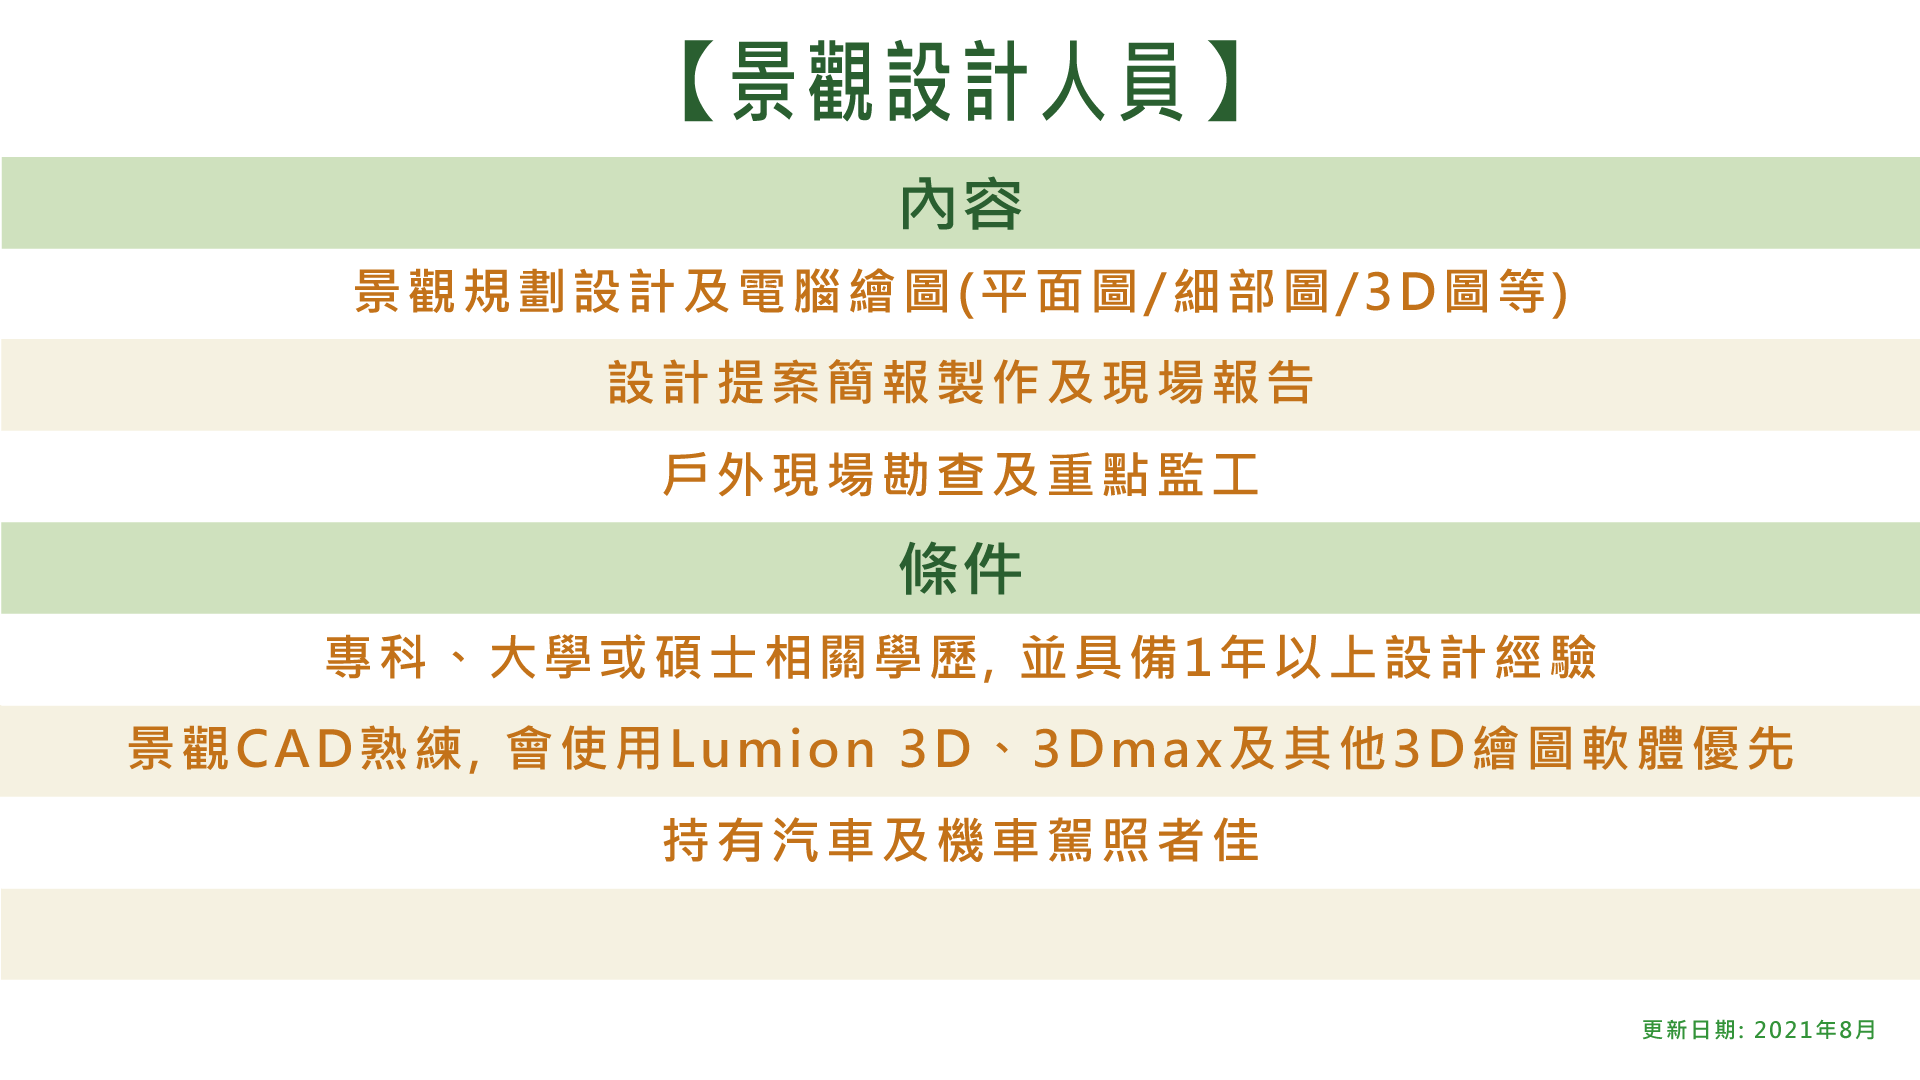 【景觀設計人員】
內容
景觀規劃設計及電腦繪圖(平面圖/細部圖/3D圖等)
設計提案簡報製作及現場報告
戶外現場勘查及重點監工
條件
專科、大學或碩士相關學歷, 並具備1年以上設計經驗
景觀CAD熟練, 會使用Lumion 3D、3Dmax及其他3D繪圖軟體優先
持有汽車及機車駕照者佳
更新日期: 2021年8月